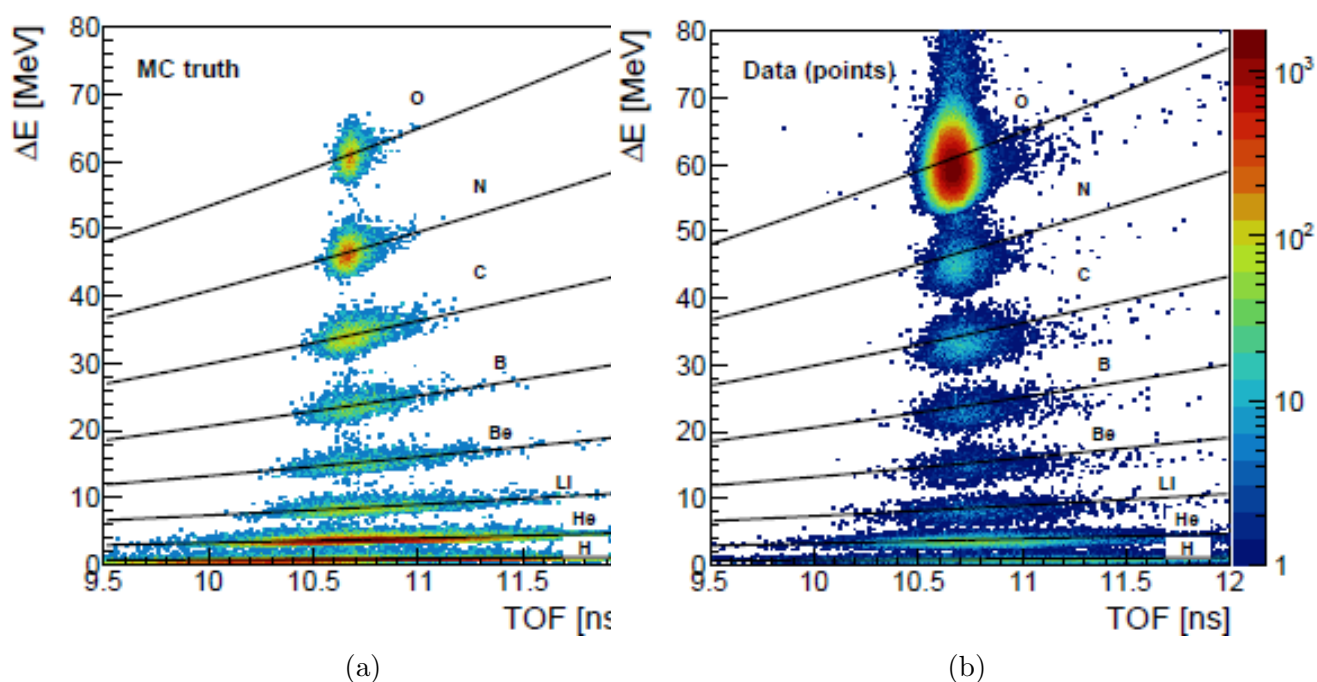 ΔE [MeV]
80
70
60
50
40
30
20
10
0
MC truth
O
N
C
B
Be
LI
He
H
9.5 10 10.5 11 11.5
TOF [ns
(a)
ΔE [MeV]
80
70
60
50
40
30
20
10
0
Data (points)
O
N
C
B
Be
LI
He
H
9.5 10 10.5 11 11.5 12
TOF [ns]
10³
10²
10
1
(b)